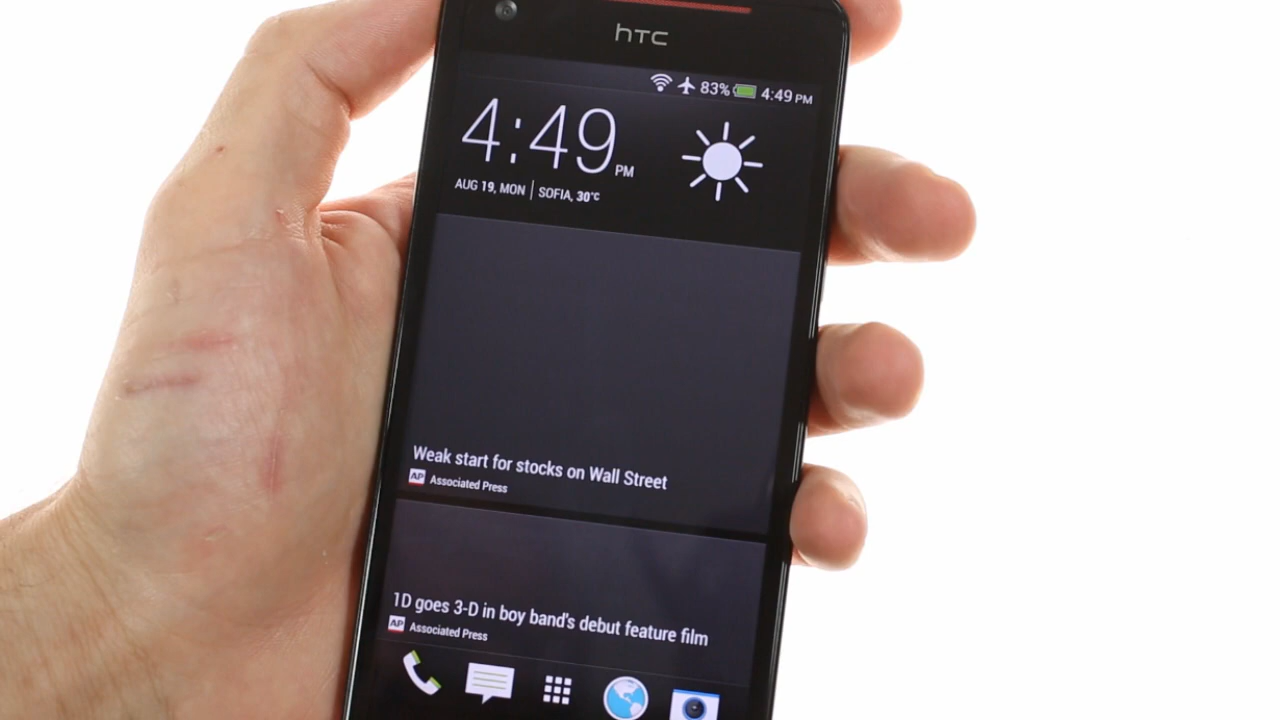 hTC
83% 4:49 PM
4:49 PM
AUG 19, MON | SOFIA, 30°C
Weak start for stocks on Wall Street
AP Associated Press
1D goes 3-D in boy band's debut feature film
AP Associated Press